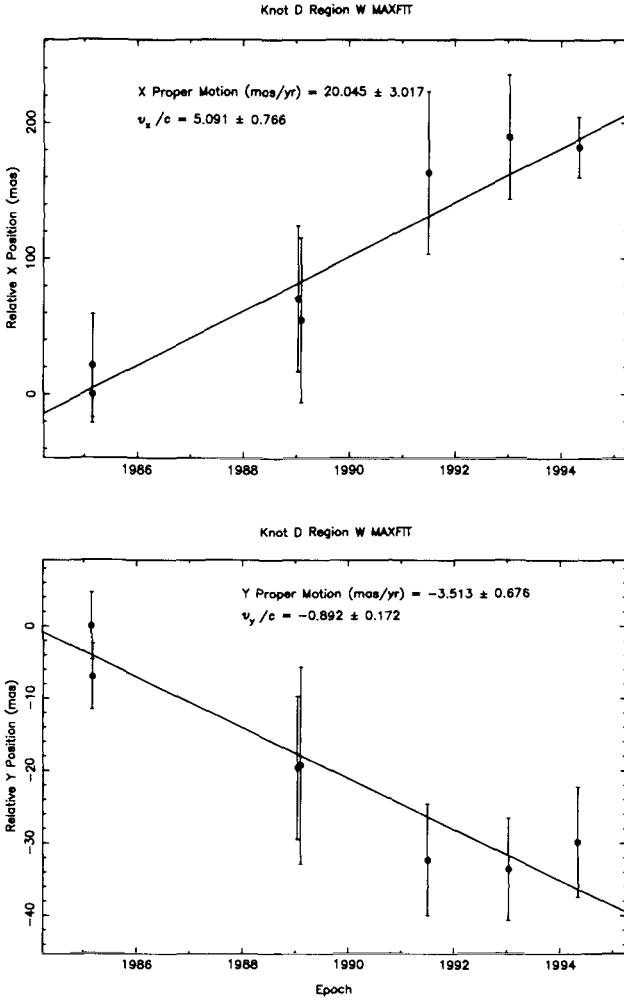 Knot D Region W MAXFIT
X Proper Motion (mas/yr) = 20.045 ± 3.017
υx /c = 5.091 ± 0.766
Relative X Position (mas)
200
100
0
1986
1988
1990
1992
1994
Knot D Region W MAXFIT
Y Proper Motion (mas/yr) = −3.513 ± 0.676
υy /c = −0.892 ± 0.172
Relative Y Position (mas)
0
−10
−20
−30
−40
1986
1988
1990
1992
1994
Epoch